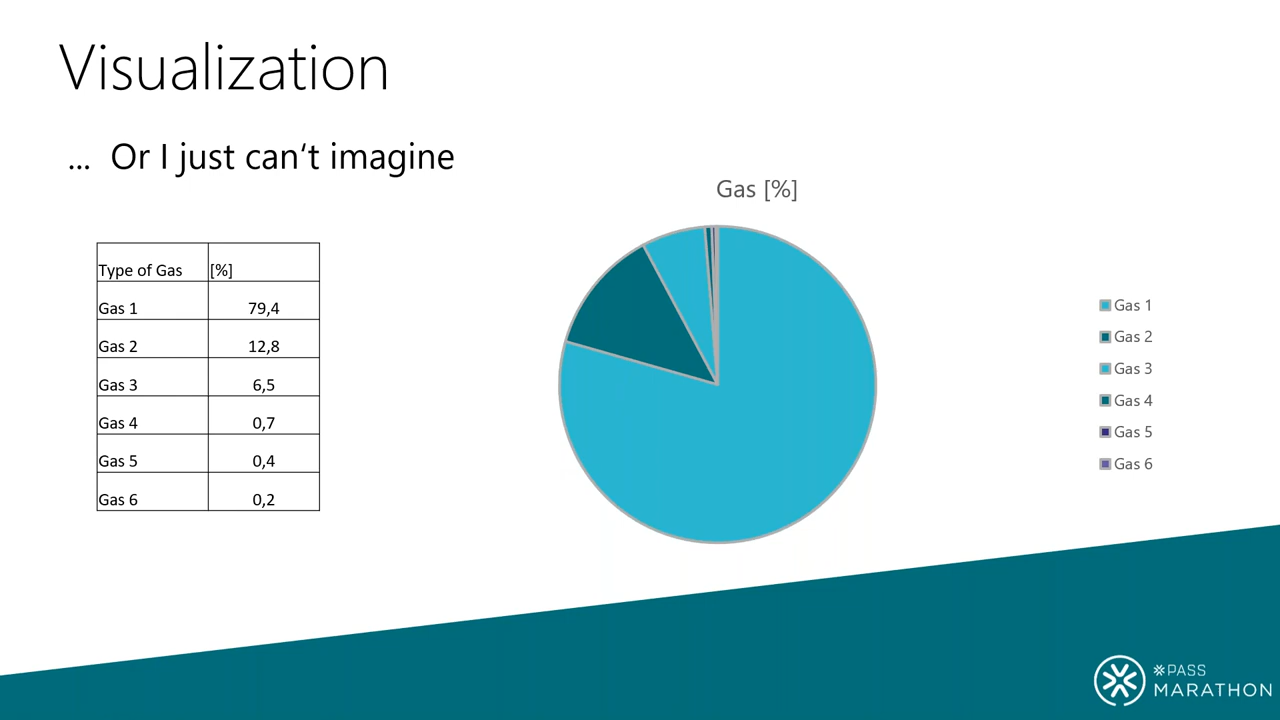 Visualization
... Or I just can‘t imagine
Gas [%]
Type of Gas [%]
Gas 1 79,4
Gas 2 12,8
Gas 3 6,5
Gas 4 0,7
Gas 5 0,4
Gas 6 0,2
Gas 1
Gas 2
Gas 3
Gas 4
Gas 5
Gas 6
PASS
MARATHON